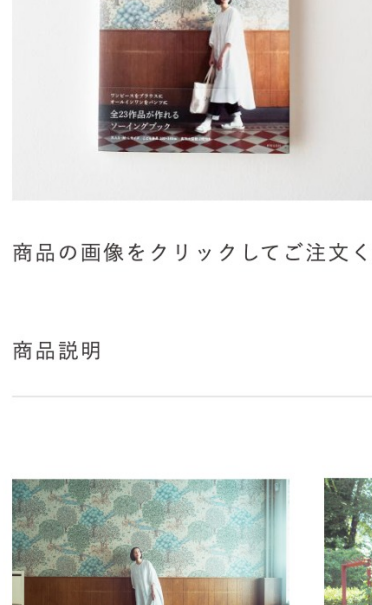 ワンピースをブラウスに
オールインワンをパンツに
全23作品が作れる
ソーイングブック
商品の画像をクリックしてご注文く
商品説明